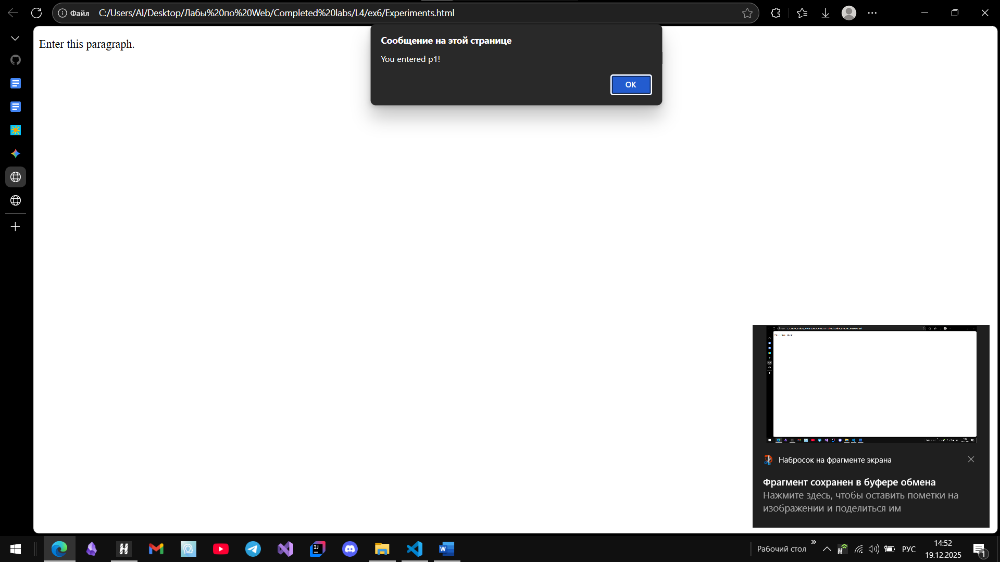 Файл C:/Users/Al/Desktop/Лабы%20по%20Web/Completed%20labs/L4/ex6/Experiments.html
Enter this paragraph.
Сообщение на этой странице
You entered p1!
ОК
Набросок на фрагменте экрана
Фрагмент сохранен в буфере обмена
Нажмите здесь, чтобы оставить пометки на
изображении и поделиться им
Рабочий стол
РУС
14:52
19.12.2025
1